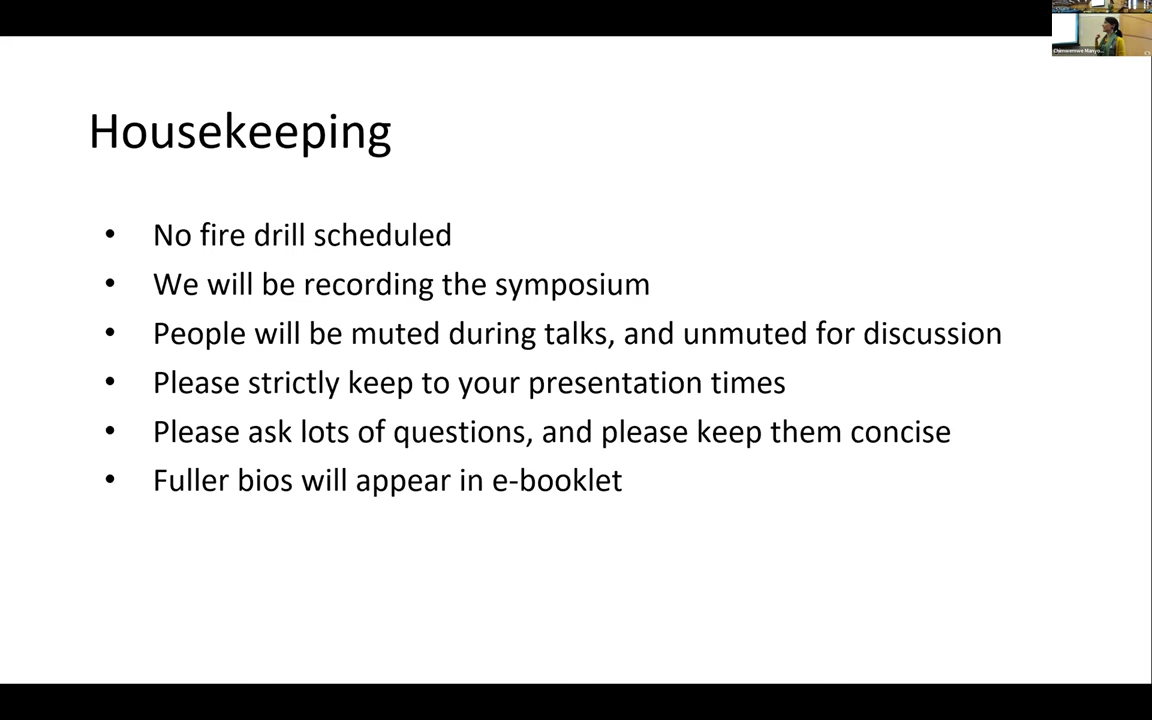 Housekeeping
• No fire drill scheduled
• We will be recording the symposium
• People will be muted during talks, and unmuted for discussion
• Please strictly keep to your presentation times
• Please ask lots of questions, and please keep them concise
• Fuller bios will appear in e-booklet